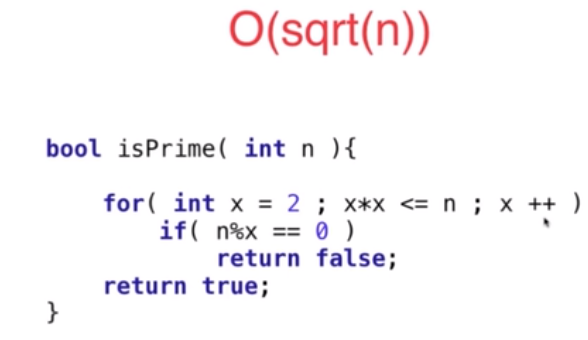 O(sqrt(n))
bool isPrime( int n ){
for( int x = 2 ; x*x <= n ; x ++ )
if( n%x == 0 )
return false;
return true;
}